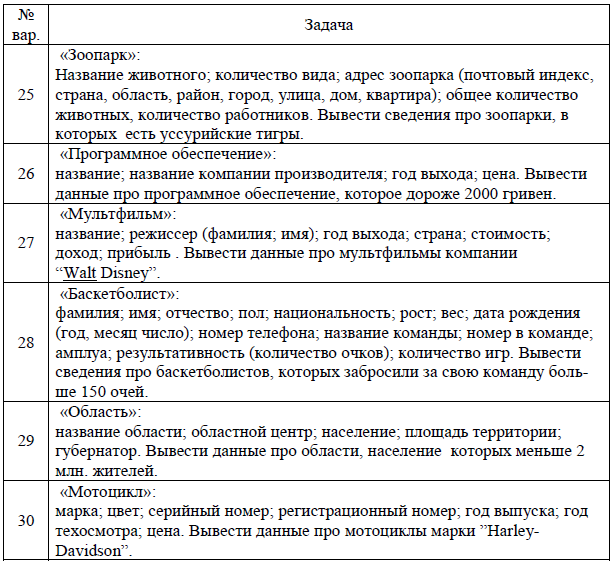 №
вар.
Задача
25
«Зоопарк»:
Название животного; количество вида; адрес зоопарка (почтовый индекс,
страна, область, район, город, улица, дом, квартира); общее количество
животных, количество работников. Вывести сведения про зоопарки, в
которых есть уссурийские тигры.
26
«Программное обеспечение»:
название; название компании производителя; год выхода; цена. Вывести
данные про программное обеспечение, которое дороже 2000 гривен.
27
«Мультфильм»:
название; режиссер (фамилия; имя); год выхода; страна; стоимость;
доход; прибыль . Вывести данные про мультфильмы компании
“Walt Disney”.
28
«Баскетболист»:
фамилия; имя; отчество; пол; национальность; рост; вес; дата рождения
(год, месяц число); номер телефона; название команды; номер в команде;
амплуа; результативность (количество очков); количество игр. Вывести
сведения про баскетболистов, которых забросили за свою команду боль-
ше 150 очей.
29
«Область»:
название области; областной центр; население; площадь территории;
губернатор. Вывести данные про области, население которых меньше 2
млн. жителей.
30
«Мотоцикл»:
марка; цвет; серийный номер; регистрационный номер; год выпуска; год
техосмотра; цена. Вывести данные про мотоциклы марки ”Harley-
Davidson”.